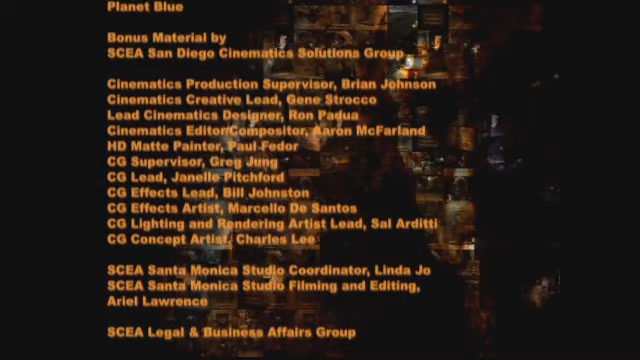 Planet Blue
Bonus Material by
SCEA San Diego Cinematics Solutions Group
Cinematics Production Supervisor, Brian Johnson
Cinematics Creative Lead, Gene Strocco
Lead Cinematics Designer, Ron Padua
Cinematics Editor/Compositor, Aaron McFarland
HD Matte Painter, Paul Fedor
CG Supervisor, Greg Jung
CG Lead, Janelle Pitchford
CG Effects Lead, Bill Johnston
CG Effects Artist, Marcello De Santos
CG Lighting and Rendering Artist Lead, Sal Arditti
CG Concept Artist, Charles Lee
SCEA Santa Monica Studio Coordinator, Linda Jo
SCEA Santa Monica Studio Filming and Editing,
Ariel Lawrence
SCEA Legal & Business Affairs Group